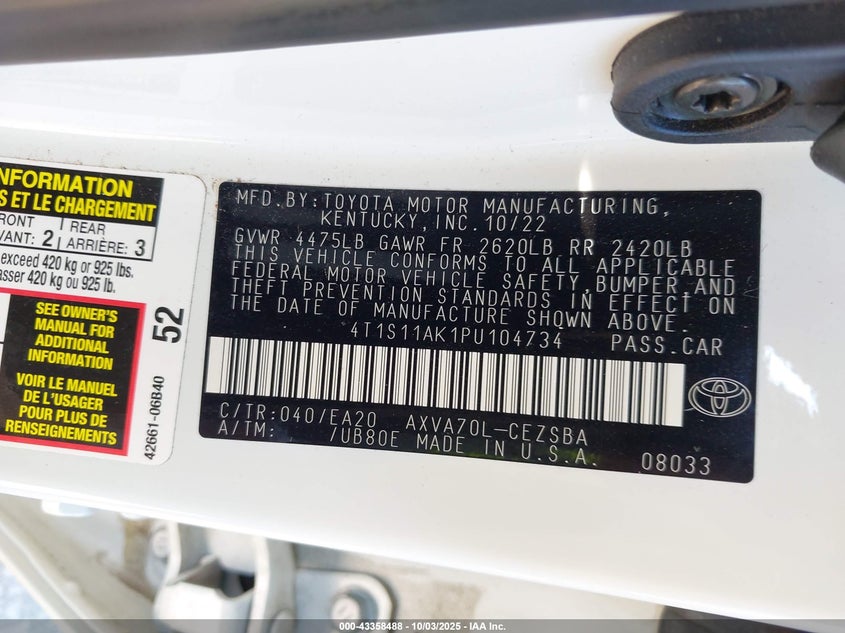 INFORMATION
S ET LE CHARGEMENT
FRONT
REAR
VANT: 2
ARRIÈRE: 3
exceed 420 kg or 925 lbs.
asser 420 kg ou 925 lb.
SEE OWNER'S
MANUAL FOR
ADDITIONAL
INFORMATION
VOIR LE MANUEL
DE L'USAGER
POUR PLUS DE
RENSEIGNEMENTS
52
42661-06B40
MFD.BY:TOYOTA MOTOR MANUFACTURING,
KENTUCKY,INC.10/22
GVWR 4475LB GAWR FR 2620LB RR 2420LB
THIS VEHICLE CONFORMS TO ALL APPLICABLE
FEDERAL MOTOR VEHICLE SAFETY,BUMPER,AND
THEFT PREVENTION STANDARDS IN EFFECT ON
THE DATE OF MANUFACTURE SHOWN ABOVE.
4T1S11AK1PU104734 PASS.CAR
C/TR:040/EA20 AXVA70L-CEZSBA
A/TM: /UB80E MADE IN U.S.A. 08033
TOYOTA
000-43358488 - 10/03/2025 - IAA Inc.